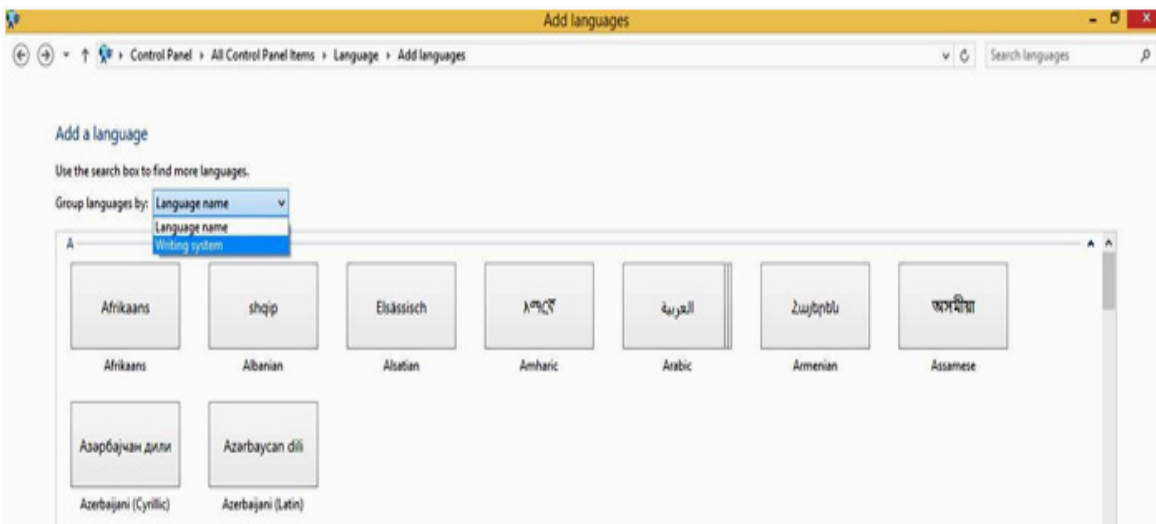 Add languages
Control Panel › All Control Panel Items › Language › Add languages
Search languages
Add a language
Use the search box to find more languages.
Group languages by: Language name
Language name
Writing system
A
Afrikaans shqip Elsässisch አማርኛ العربية Հայերեն অসমীয়া
Afrikaans Albanian Alsatian Amharic Arabic Armenian Assamese
Азәрбајҹан дили Azərbaycan dili
Azerbaijani (Cyrillic) Azerbaijani (Latin)